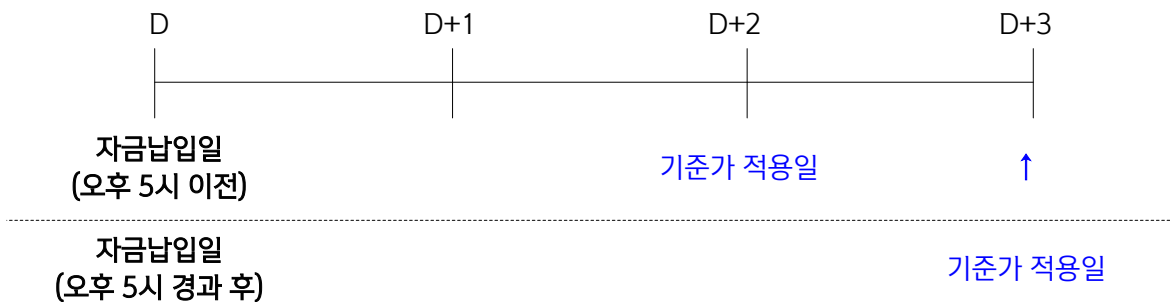 D D+1 D+2 D+3
자금납입일
(오후 5시 이전)
기준가 적용일 ↑
자금납입일
(오후 5시 경과 후)
기준가 적용일